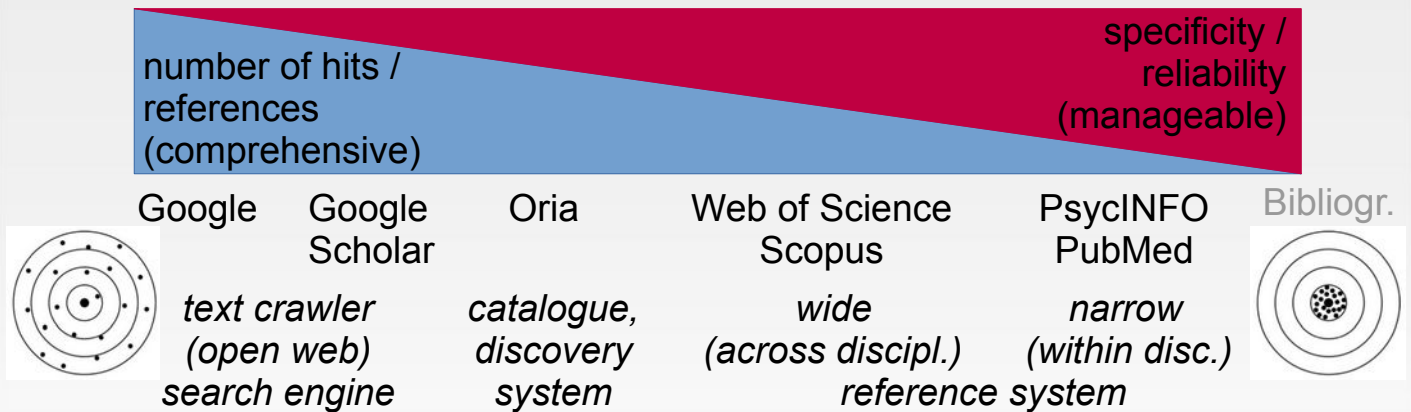 number of hits /
references
(comprehensive)
specificity /
reliability
(manageable)
Google Google Oria Web of Science PsycINFO Bibliogr.
Scholar Scopus PubMed
text crawler catalogue, wide narrow
(open web) discovery (across discipl.) (within disc.)
search engine system reference system